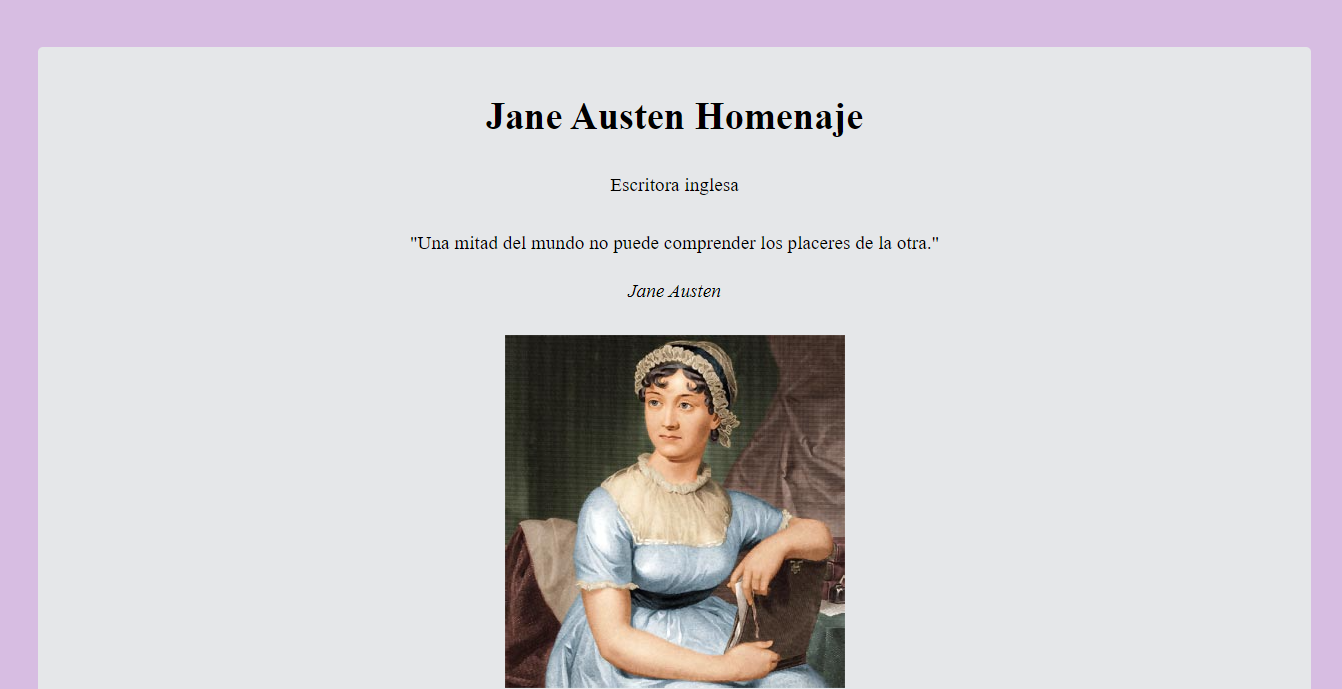 Jane Austen Homenaje
Escritora inglesa
"Una mitad del mundo no puede comprender los placeres de la otra."
Jane Austen